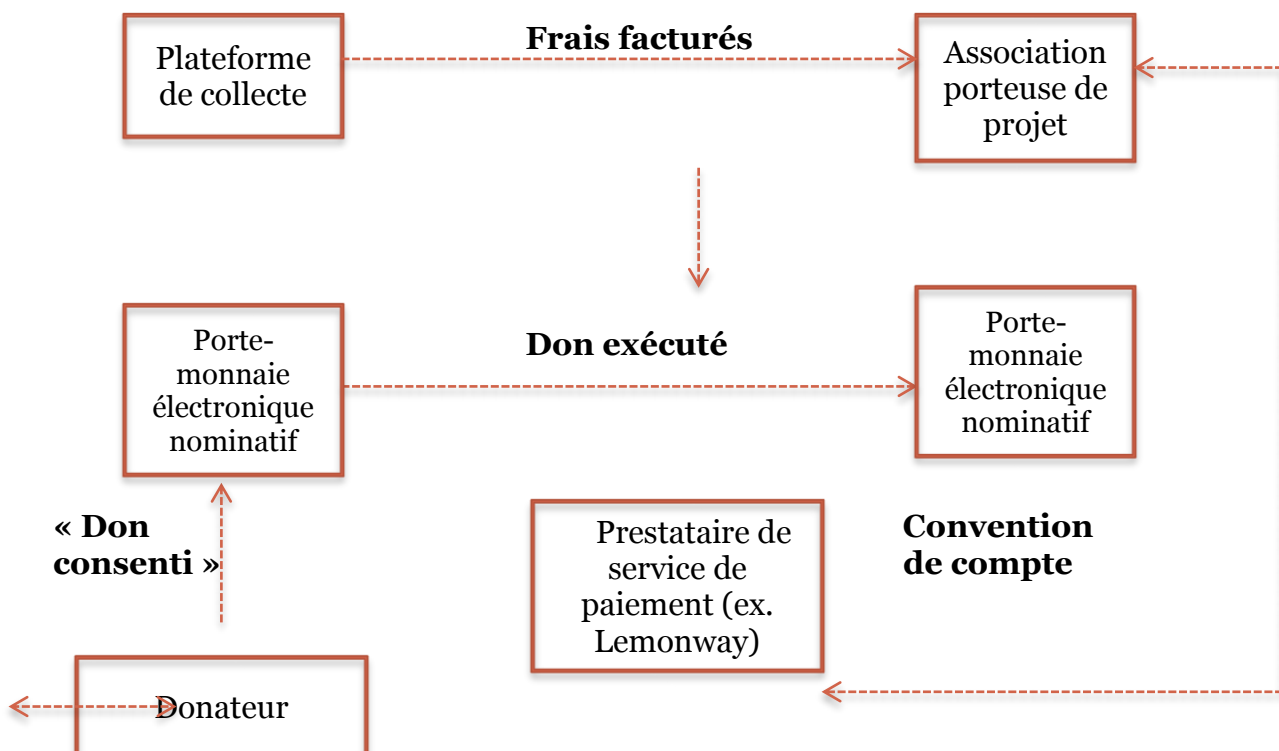 Plateforme
de collecte
Frais facturés
Association
porteuse de
projet
Porte-
monnaie
électronique
nominatif
Don exécuté
Porte-
monnaie
électronique
nominatif
« Don
consenti »
Prestataire de
service de
paiement (ex.
Lemonway)
Convention
de compte
Donateur